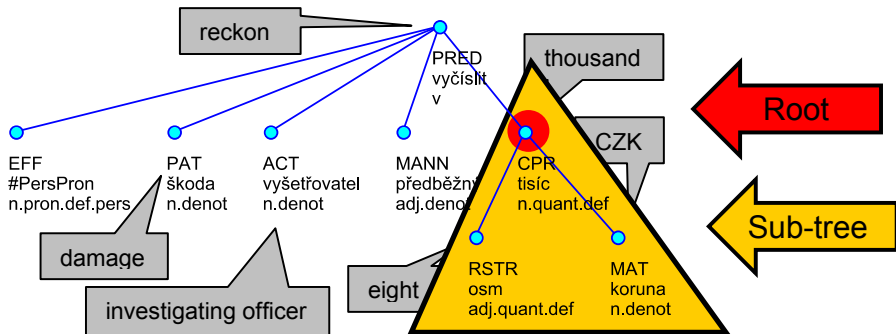 reckon
PRED
vyčíslit
v
thousand
Root
CZK
EFF
#PersPron
n.pron.def.pers
PAT
škoda
n.denot
ACT
vyšetřovatel
n.denot
MANN
předběžný
adj.denot
CPR
tisíc
n.quant.def
Sub-tree
damage
investigating officer
eight
RSTR
osm
adj.quant.def
MAT
koruna
n.denot